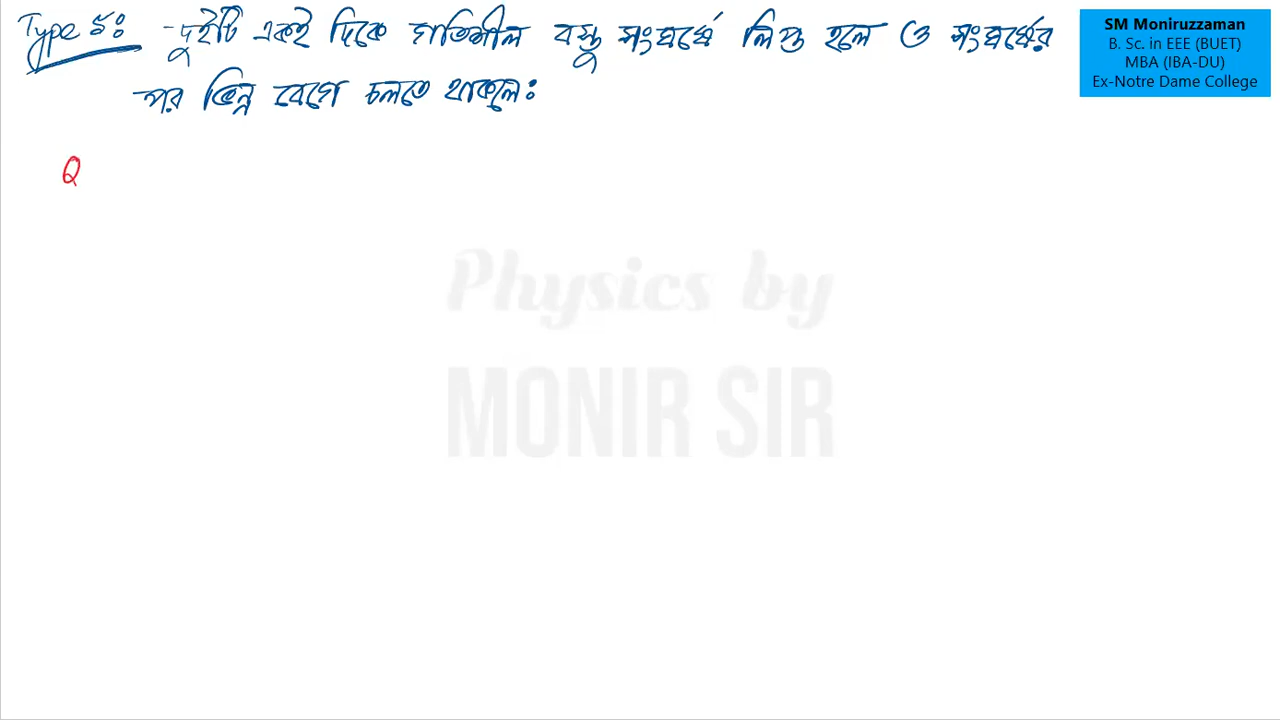 Type ১ঃ - দুইটি একই দিকে গতিশীল বস্তু সংঘর্ষে লিপ্ত হলে ও সংঘর্ষের
পর ভিন্ন বেগে চলতে থাকলেঃ
SM Moniruzzaman
B. Sc. in EEE (BUET)
MBA (IBA-DU)
Ex-Notre Dame College
Q
Physics by
MONIR SIR